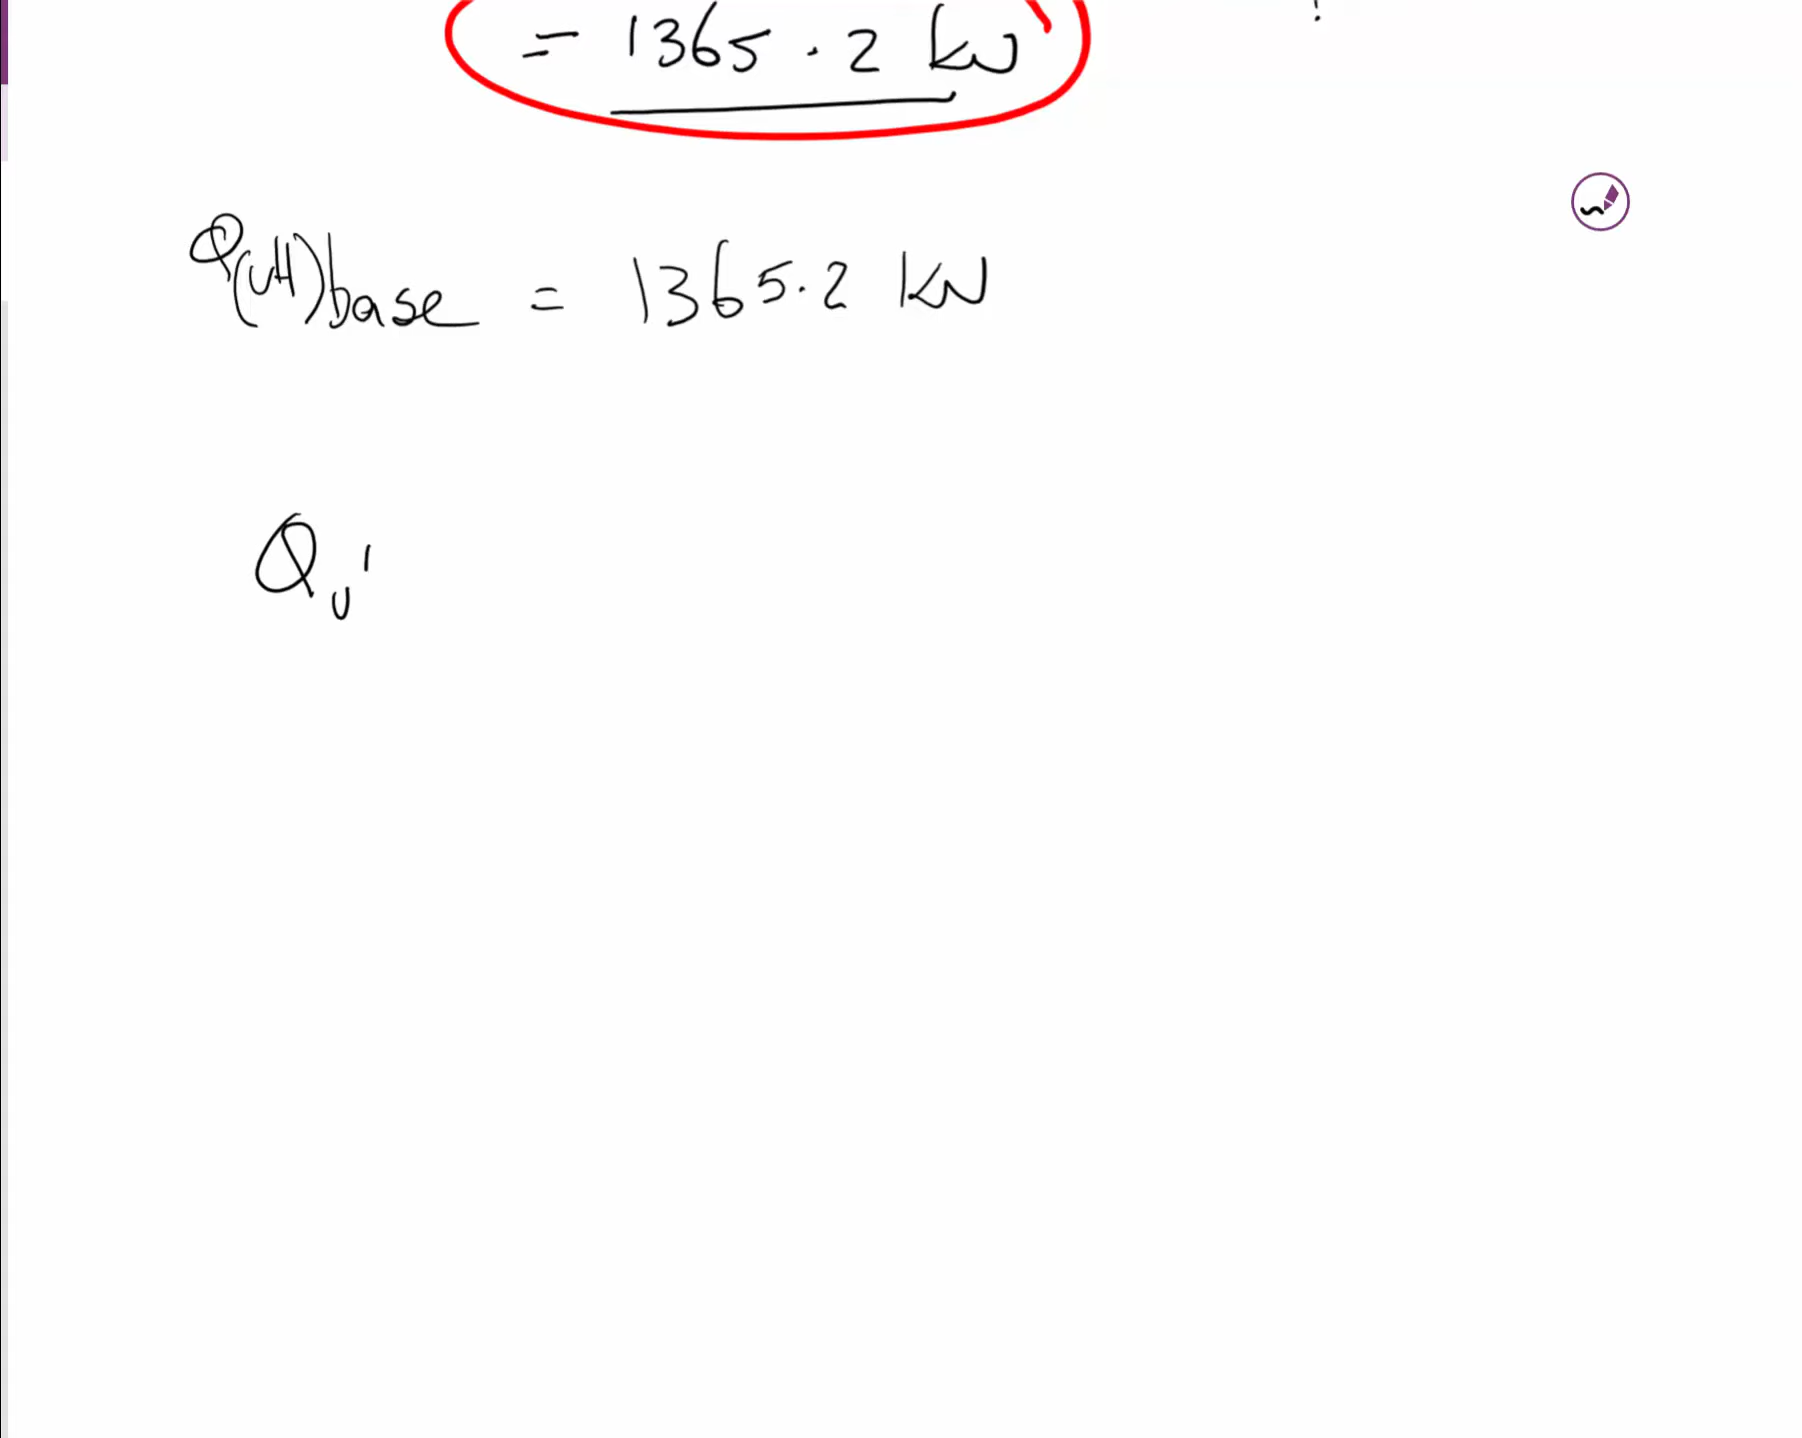 = 1365.2 kN
Q(ult)base = 1365.2 kN
Qu'